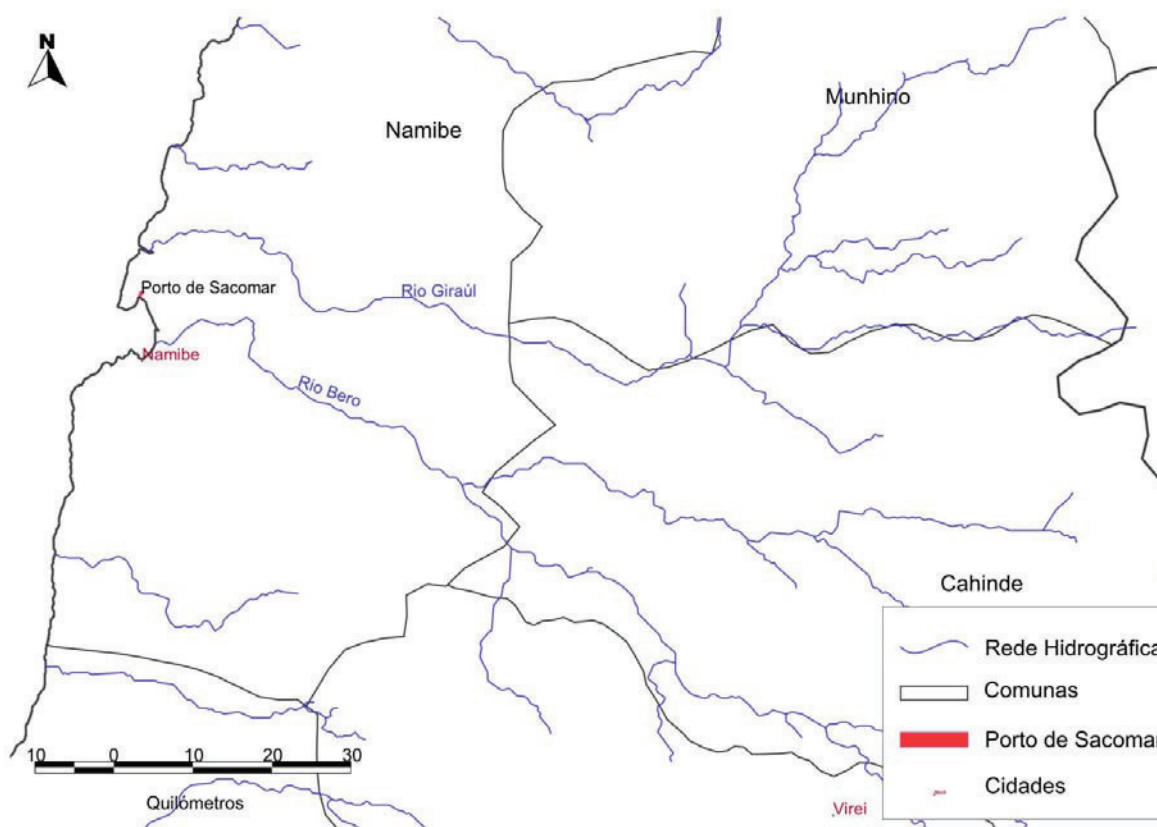 N
Namibe
Munhino
Porto de Sacomar
Rio Giraúl
Namibe
Rio Bero
Cahinde
Rede Hidrográfica
Comunas
Porto de Sacomar
Cidades
10 0 10 20 30
Quilómetros
Virei